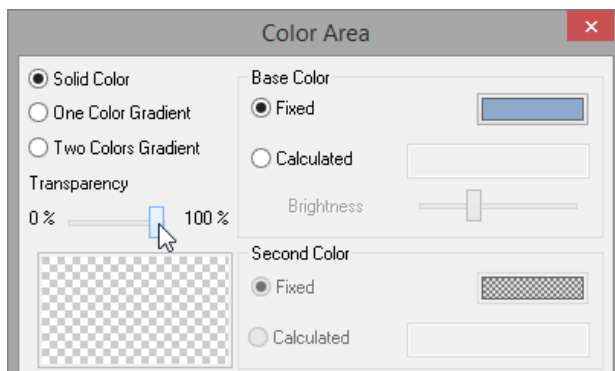 Color Area
Solid Color
One Color Gradient
Two Colors Gradient
Transparency
0 %
100 %
Base Color
Fixed
Calculated
Brightness
Second Color
Fixed
Calculated